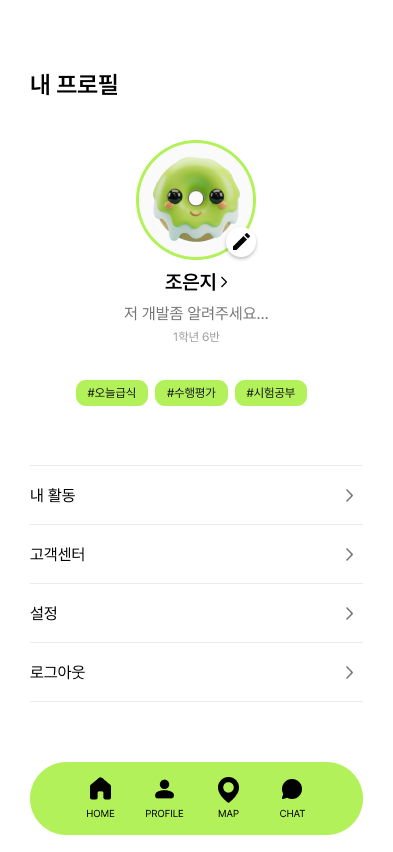 내 프로필
조은지
저 개발좀 알려주세요...
1학년 6반
#오늘급식 #수행평가 #시험공부
내 활동
고객센터
설정
로그아웃
HOME PROFILE MAP CHAT